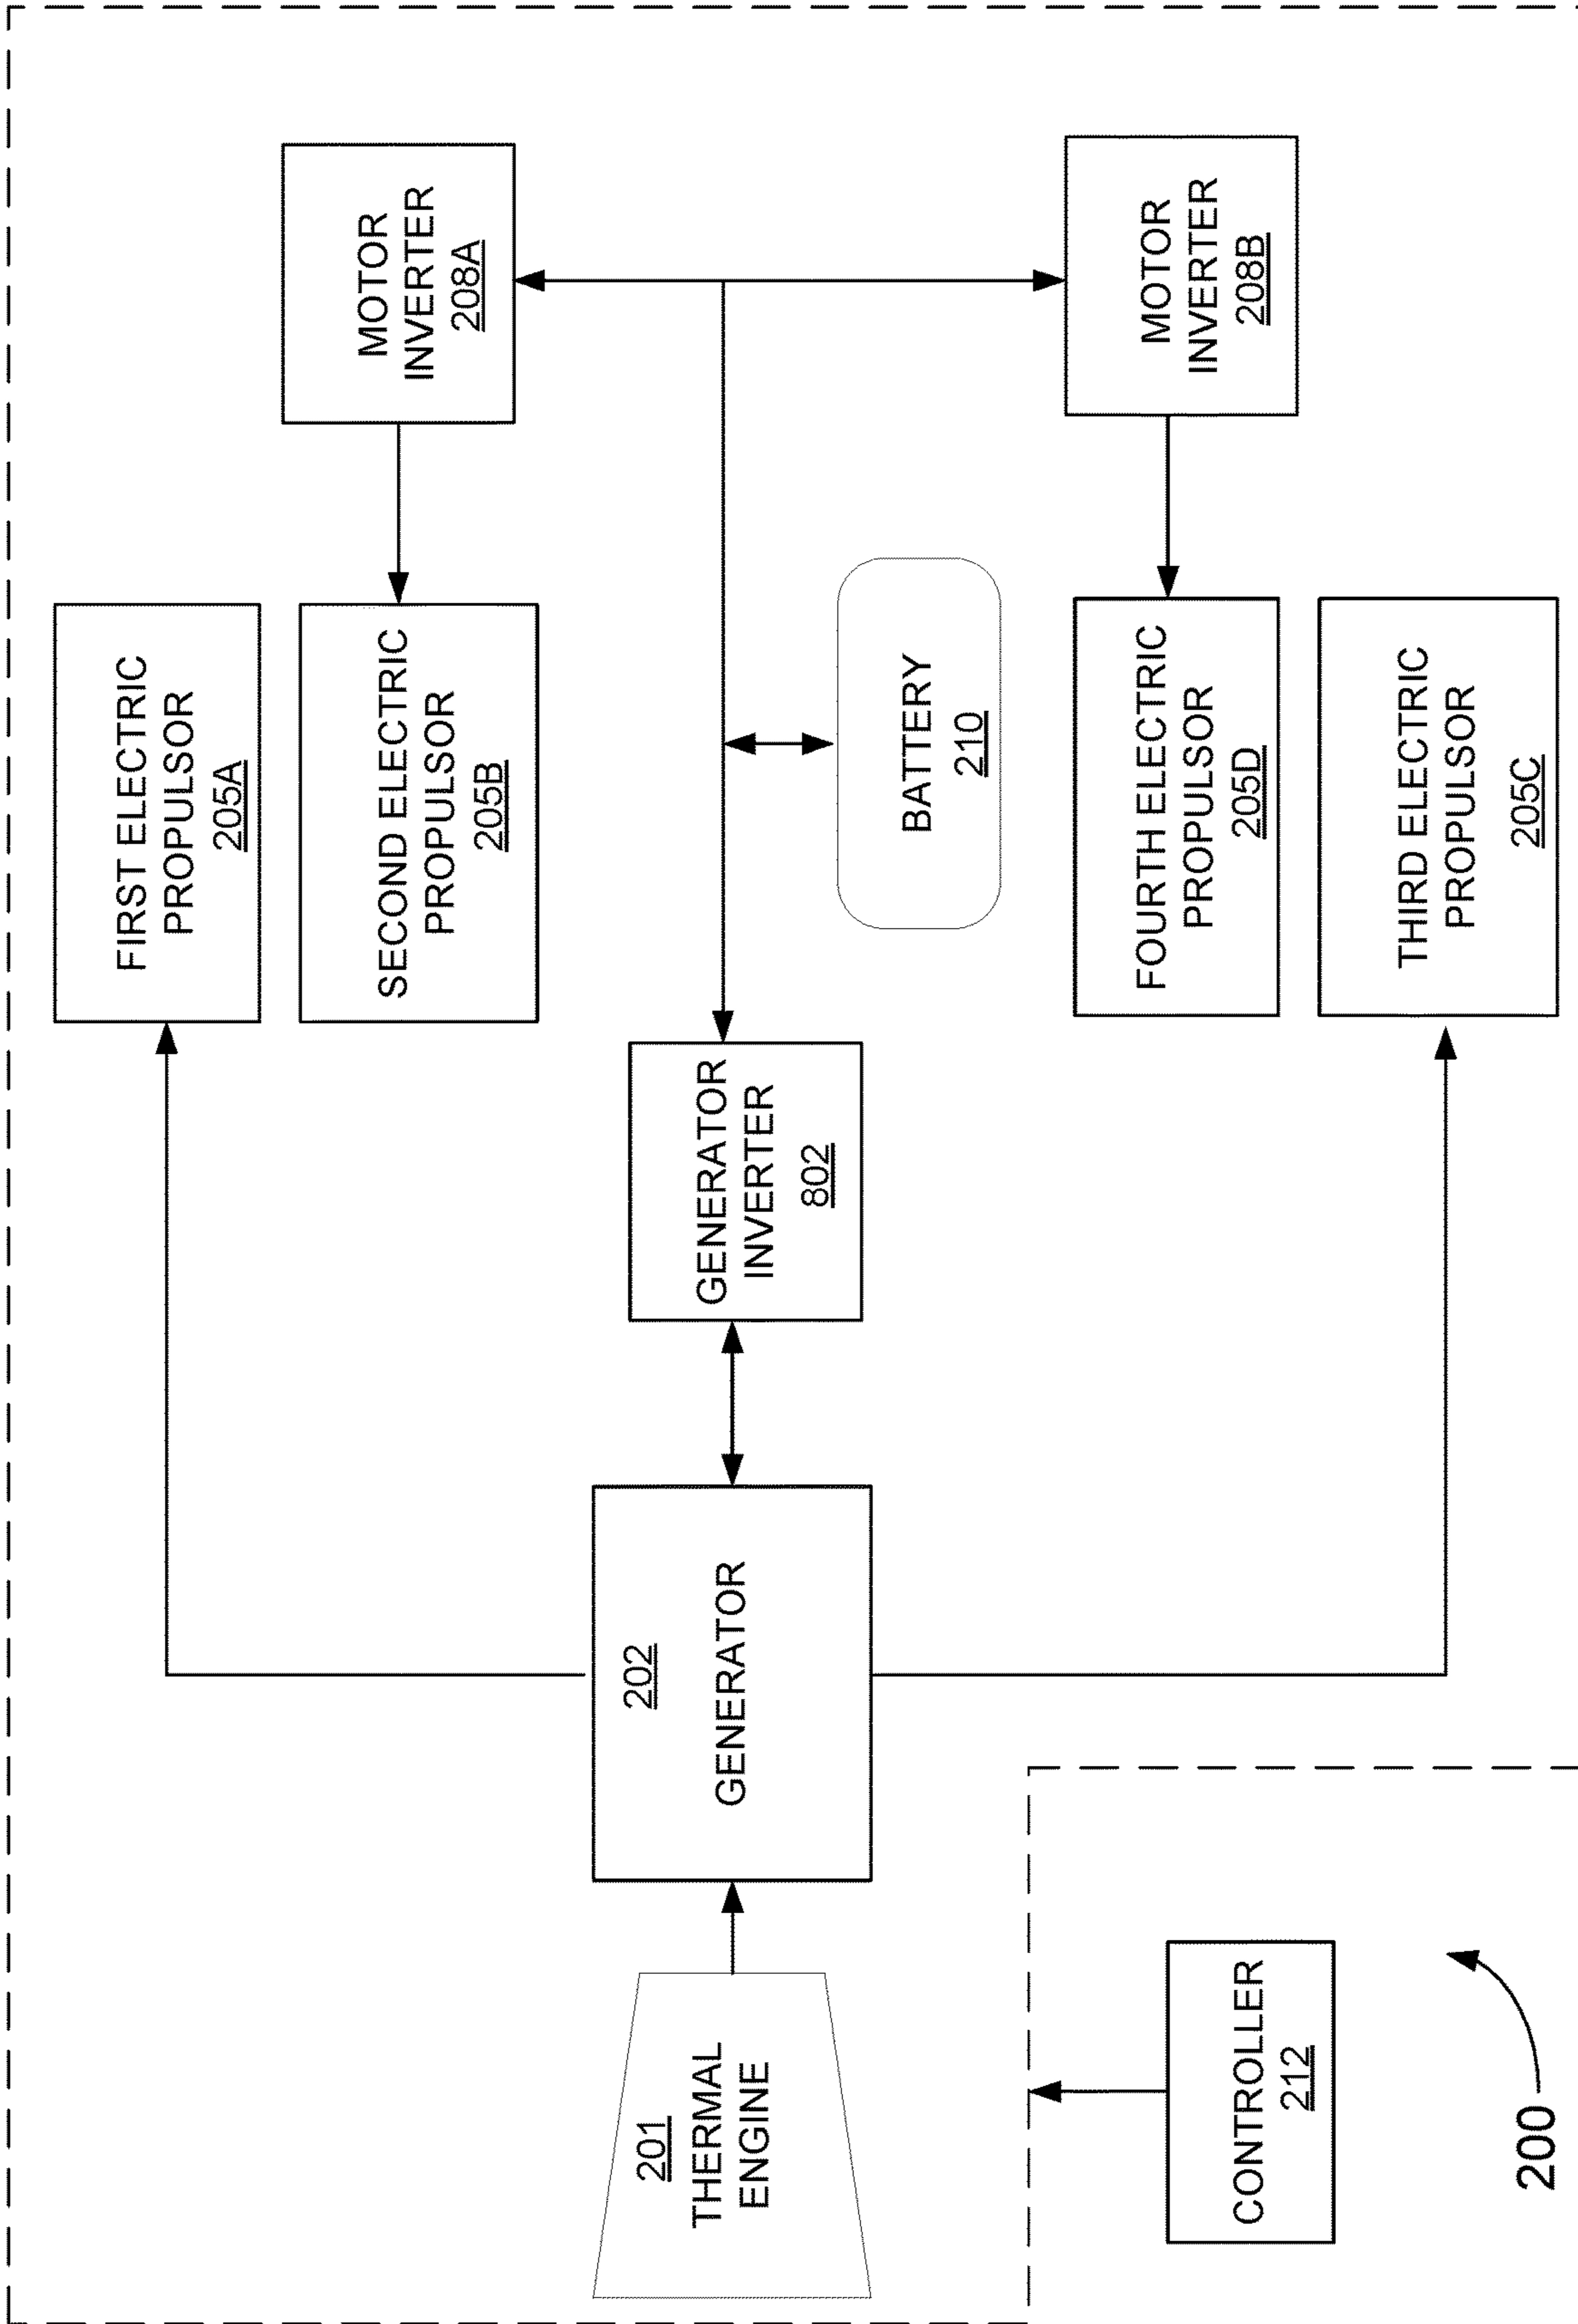 FIRST ELECTRIC
PROPULSOR
205A
SECOND ELECTRIC
PROPULSOR
205B
MOTOR
INVERTER
208A
201
THERMAL
ENGINE
202
GENERATOR
GENERATOR
INVERTER
802
BATTERY
210
MOTOR
INVERTER
208B
FOURTH ELECTRIC
PROPULSOR
205D
THIRD ELECTRIC
PROPULSOR
205C
CONTROLLER
212
200